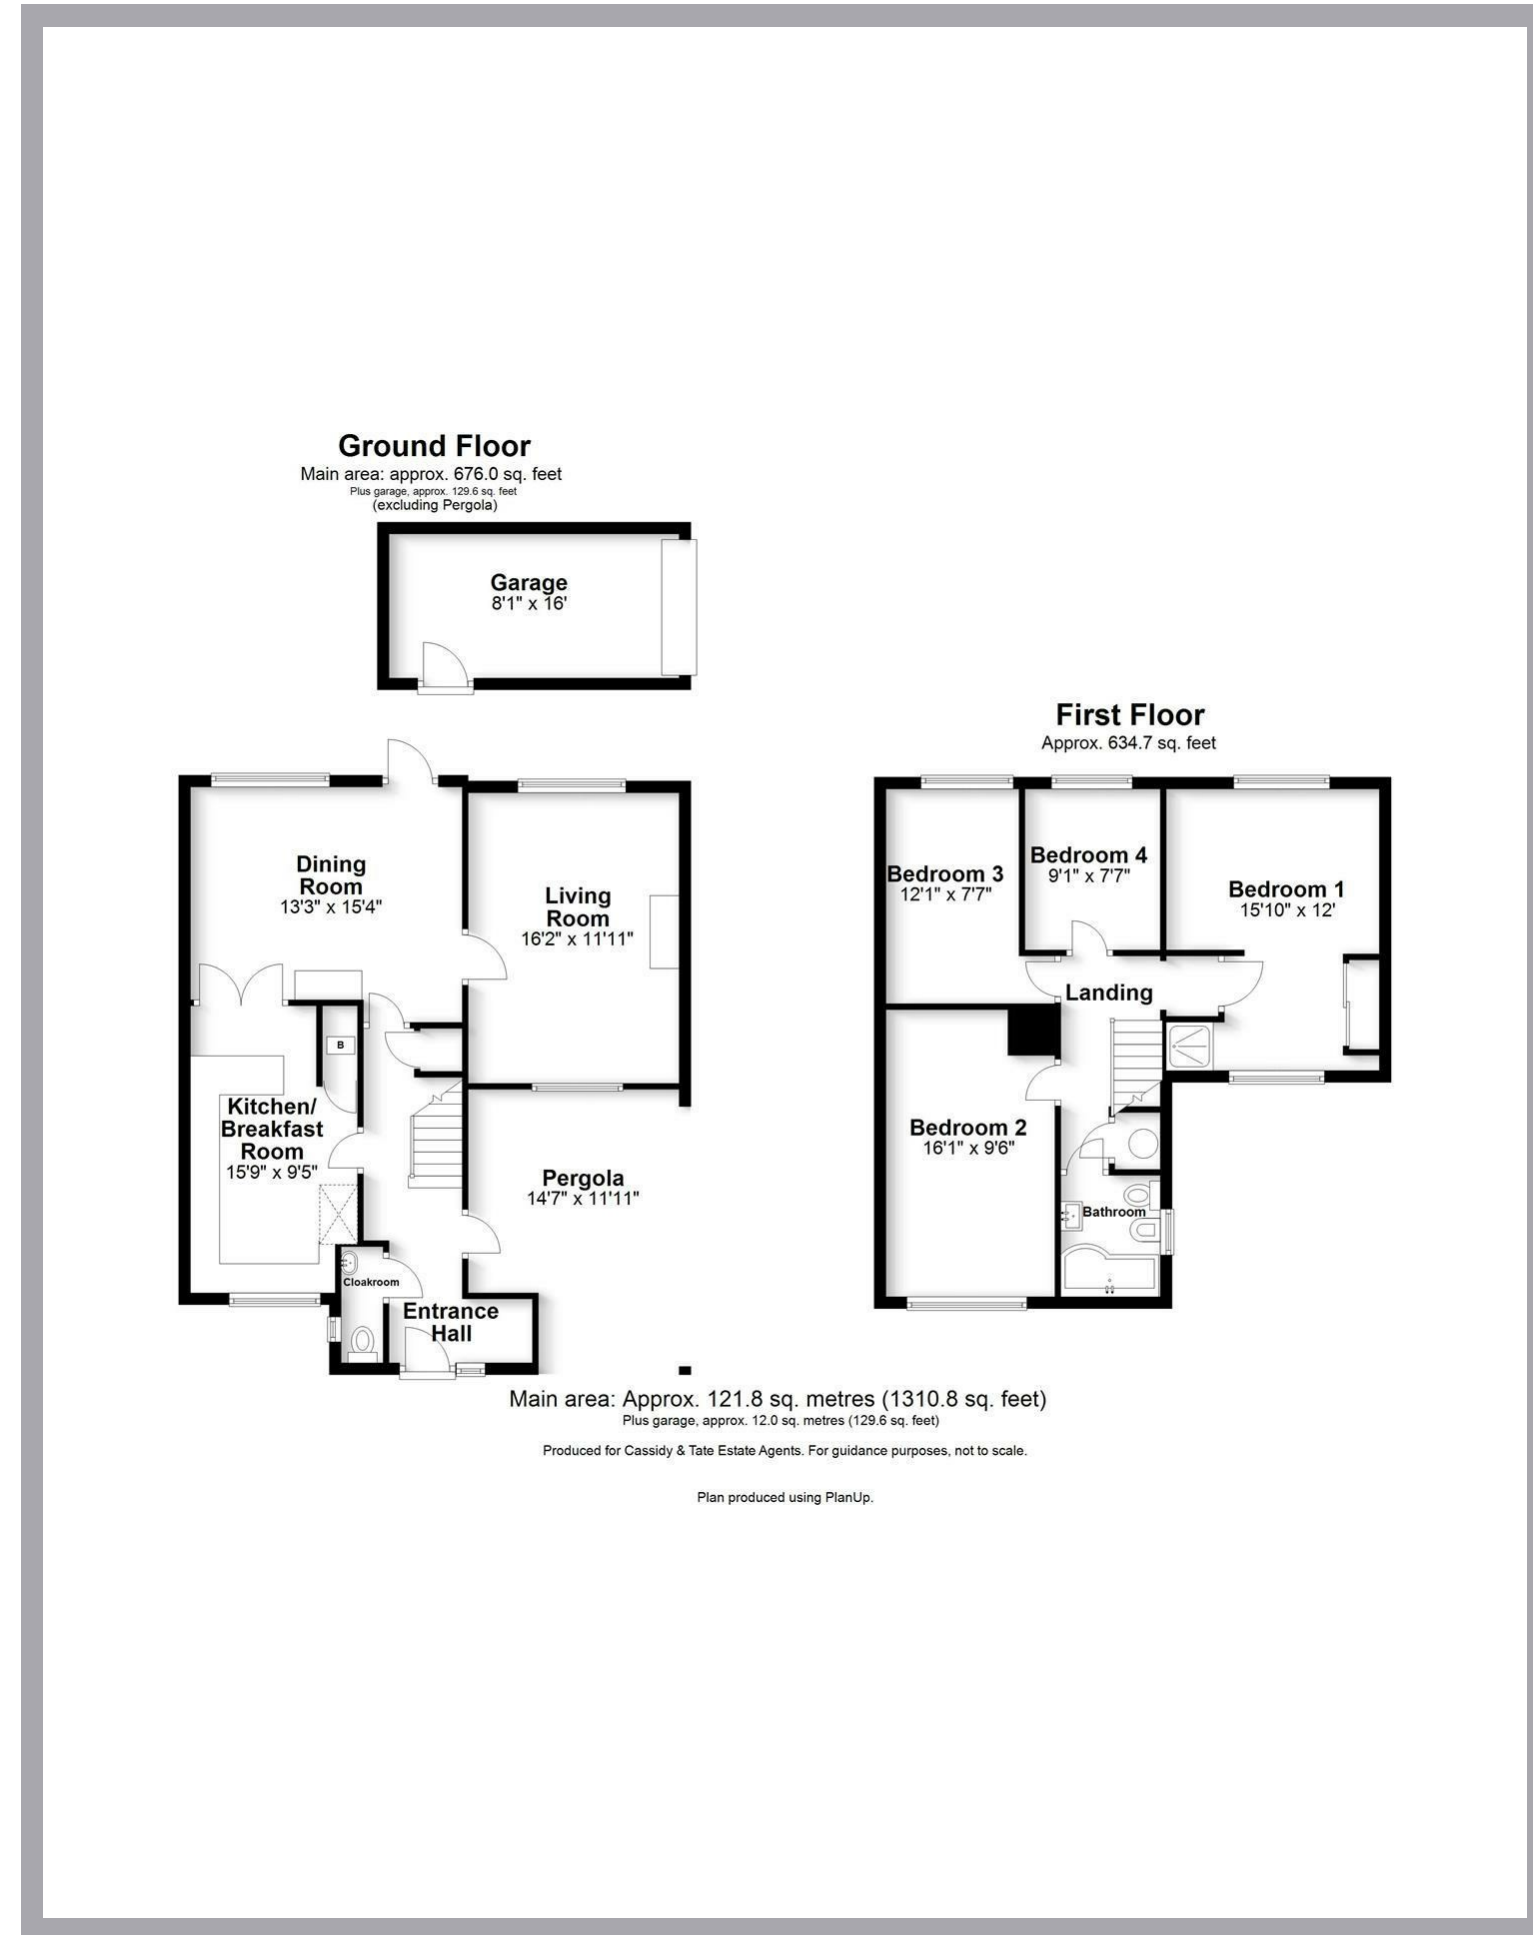 Ground Floor
Main area: approx. 676.0 sq. feet
Plus garage, approx. 129.6 sq. feet
(excluding Pergola)
Garage
8'1" x 16'
Dining
Room
13'3" x 15'4"
Living
Room
16'2" x 11'11"
B
Kitchen/
Breakfast
Room
15'9" x 9'5"
Pergola
14'7" x 11'11"
Cloakroom
Entrance
Hall
First Floor
Approx. 634.7 sq. feet
Bedroom 3
12'1" x 7'7"
Bedroom 4
9'1" x 7'7"
Bedroom 1
15'10" x 12'
Landing
Bedroom 2
16'1" x 9'6"
Bathroom
Main area: Approx. 121.8 sq. metres (1310.8 sq. feet)
Plus garage, approx. 12.0 sq. metres (129.6 sq. feet)
Produced for Cassidy & Tate Estate Agents. For guidance purposes, not to scale.
Plan produced using PlanUp.